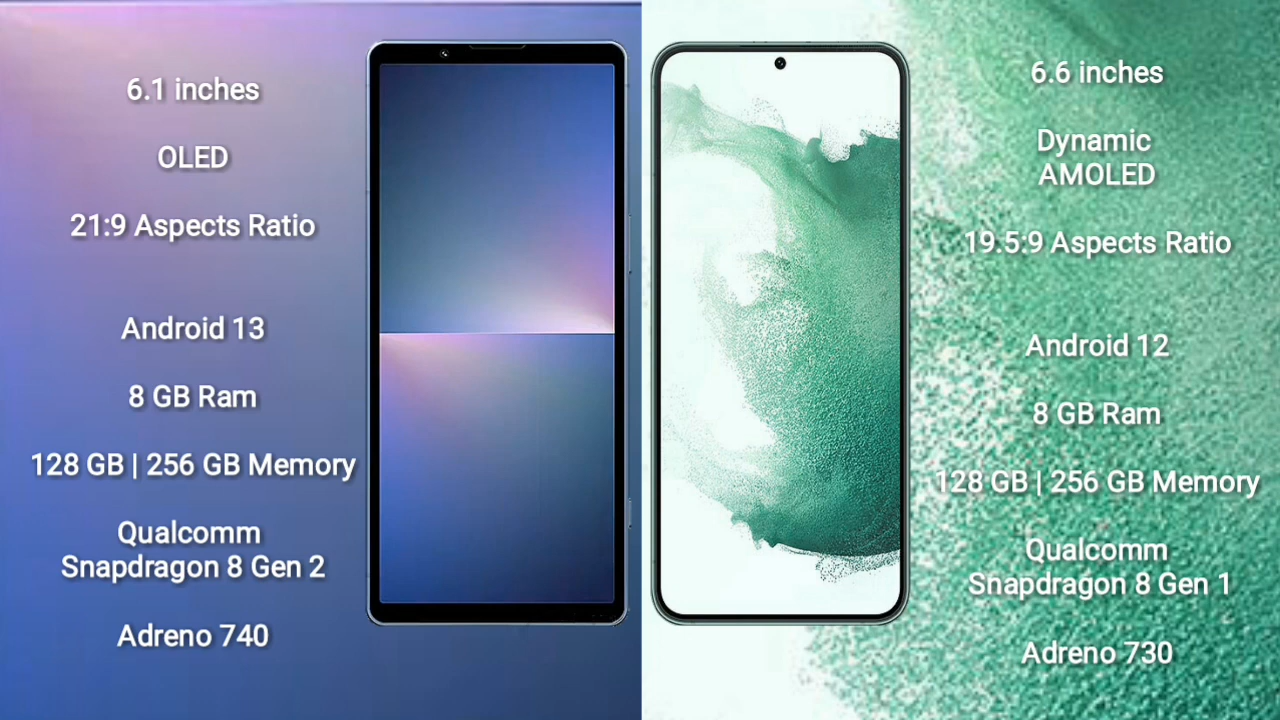 6.1 inches
OLED
21:9 Aspects Ratio
Android 13
8 GB Ram
128 GB | 256 GB Memory
Qualcomm
Snapdragon 8 Gen 2
Adreno 740
6.6 inches
Dynamic
AMOLED
19.5:9 Aspects Ratio
Android 12
8 GB Ram
128 GB | 256 GB Memory
Qualcomm
Snapdragon 8 Gen 1
Adreno 730